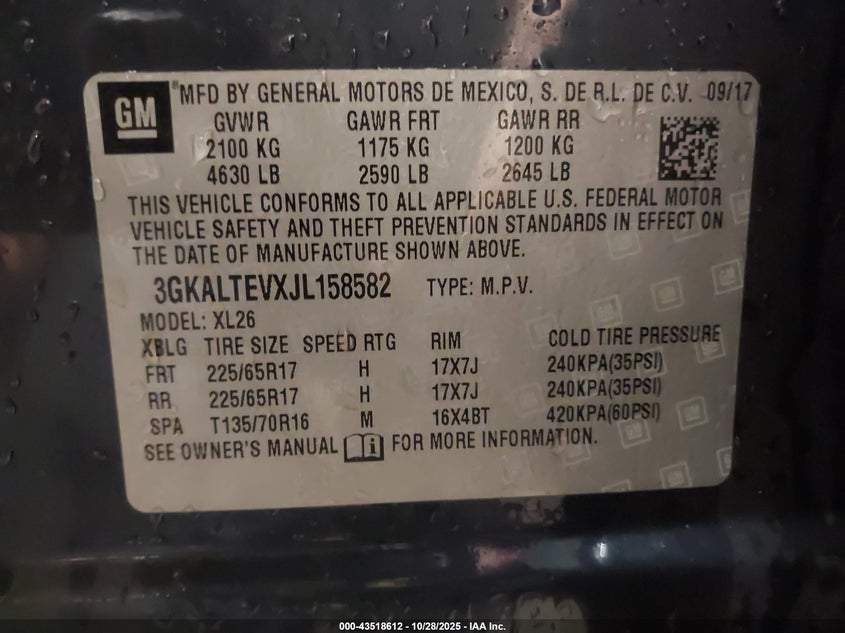 GM ®MFD BY GENERAL MOTORS DE MEXICO, S. DE R.L. DE C.V. 09/17
GVWR GAWR FRT GAWR RR
2100 KG 1175 KG 1200 KG
4630 LB 2590 LB 2645 LB
THIS VEHICLE CONFORMS TO ALL APPLICABLE U.S. FEDERAL MOTOR
VEHICLE SAFETY AND THEFT PREVENTION STANDARDS IN EFFECT ON
THE DATE OF MANUFACTURE SHOWN ABOVE.
3GKALTEVXJL158582 TYPE: M.P.V.
MODEL: XL26
XBLG TIRE SIZE SPEED RTG RIM COLD TIRE PRESSURE
FRT 225/65R17 H 17X7J 240KPA(35PSI)
RR 225/65R17 H 17X7J 240KPA(35PSI)
SPA T135/70R16 M 16X4BT 420KPA(60PSI)
SEE OWNER'S MANUAL i FOR MORE INFORMATION.
000-43518612 - 10/28/2025 - IAA Inc.